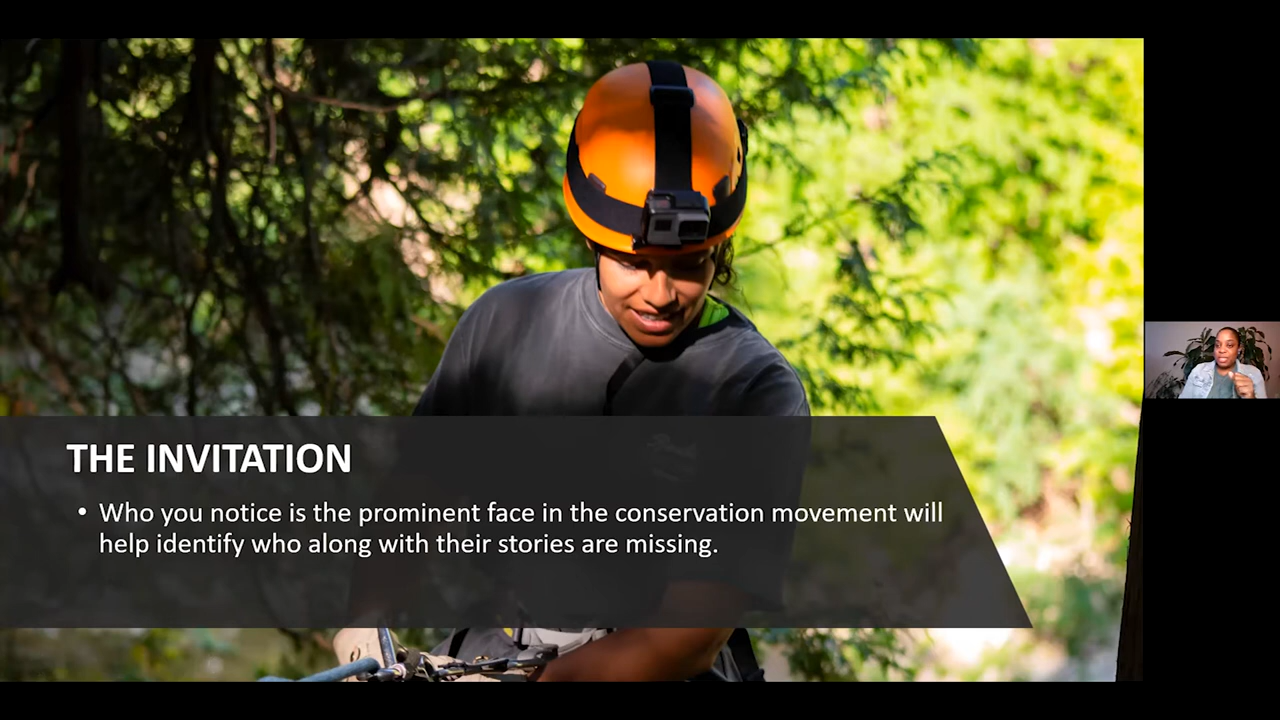 THE INVITATION
• Who you notice is the prominent face in the conservation movement will
help identify who along with their stories are missing.